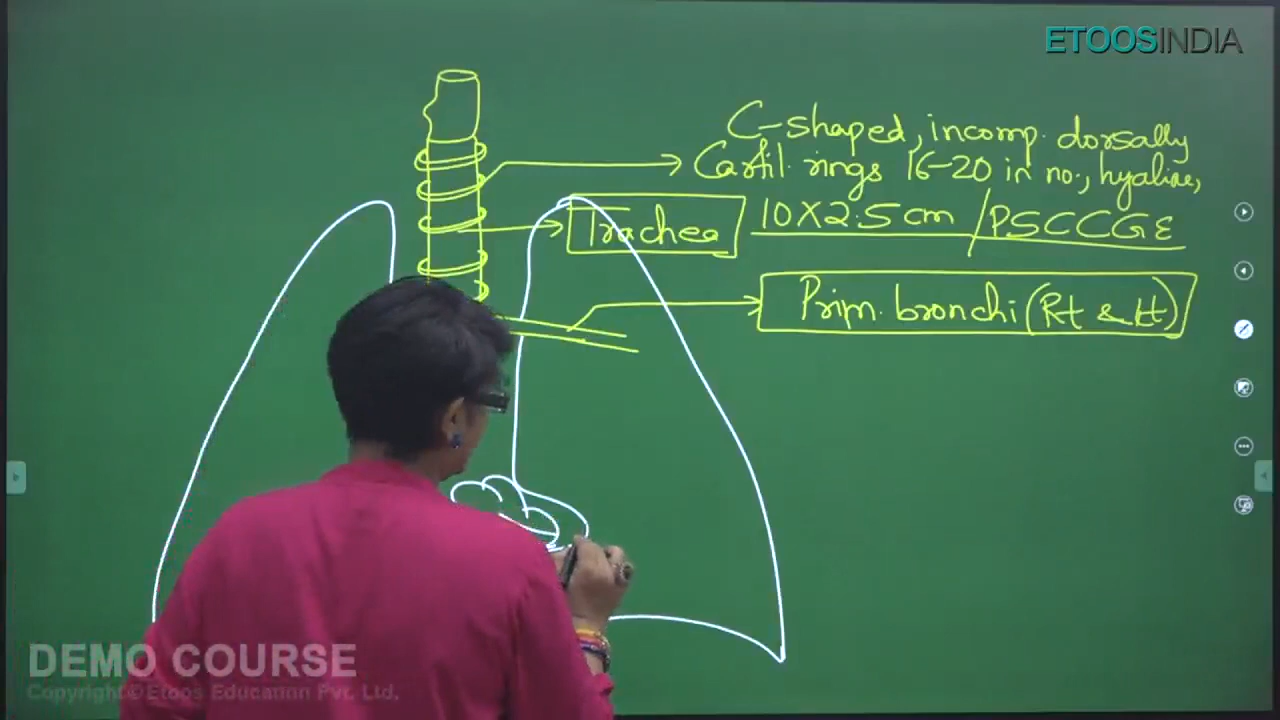 ETOOSINDIA
C-shaped, incomp. dorsally
Cartil. rings 16-20 in no., hyaline,
Trachea 10X2.5cm /PSCCGE
Prim. bronchi (Rt & Lt)
DEMO COURSE
Copyright © Etoos Education Pvt. Ltd.